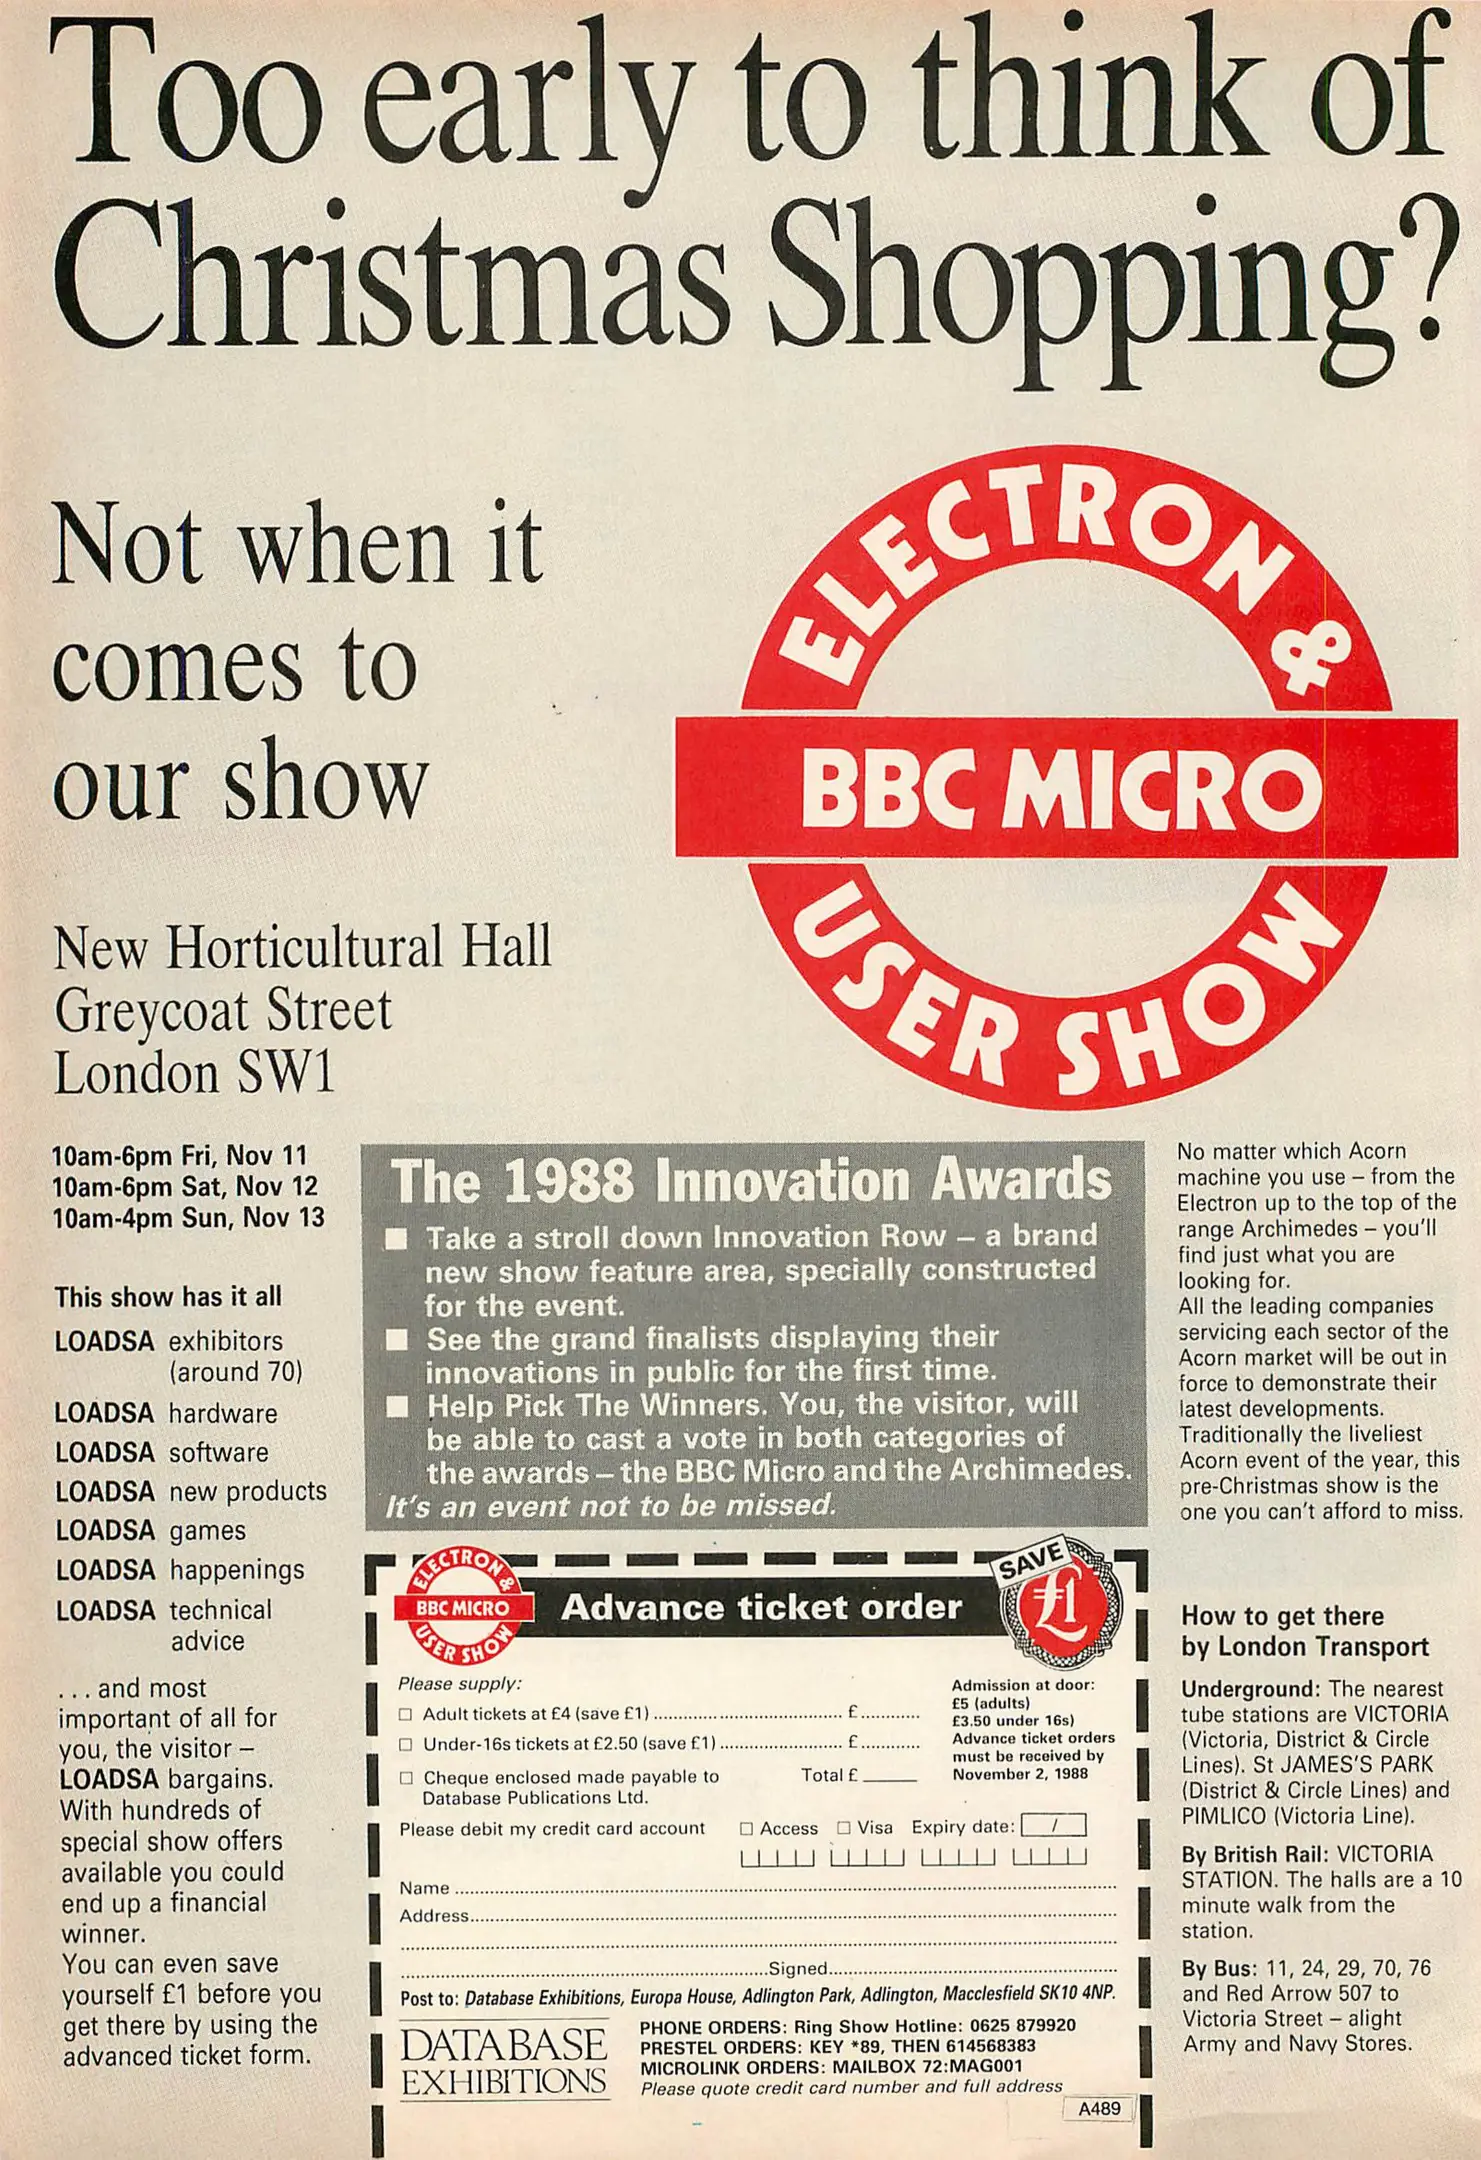 Too early to think of
Christmas Shopping?
Not when it
comes to
our show
ELECTRON &
BBC MICRO
USER SHOW
New Horticultural Hall
Greycoat Street
London SW1
10am-6pm Fri, Nov 11
10am-6pm Sat, Nov 12
10am-4pm Sun, Nov 13
This show has it all
LOADSA exhibitors
(around 70)
LOADSA hardware
LOADSA software
LOADSA new products
LOADSA games
LOADSA happenings
LOADSA technical
advice
... and most
important of all for
you, the visitor –
LOADSA bargains.
With hundreds of
special show offers
available you could
end up a financial
winner.
You can even save
yourself £1 before you
get there by using the
advanced ticket form.
The 1988 Innovation Awards
■ Take a stroll down Innovation Row – a brand
new show feature area, specially constructed
for the event.
■ See the grand finalists displaying their
innovations in public for the first time.
■ Help Pick The Winners. You, the visitor, will
be able to cast a vote in both categories of
the awards – the BBC Micro and the Archimedes.
It's an event not to be missed.
ELECTRON &
BBC MICRO
USER SHOW
Advance ticket order
SAVE
£1
Please supply:
□ Adult tickets at £4 (save £1) .......... £..........
□ Under-16s tickets at £2.50 (save £1) .......... £..........
□ Cheque enclosed made payable to Total £ ______
Database Publications Ltd.
Admission at door:
£5 (adults)
£3.50 under 16s)
Advance ticket orders
must be received by
November 2, 1988
Please debit my credit card account □ Access □ Visa Expiry date: /
Name ..........
Address..........
..........Signed..........
Post to: Database Exhibitions, Europa House, Adlington Park, Adlington, Macclesfield SK10 4NP.
DATABASE
EXHIBITIONS
PHONE ORDERS: Ring Show Hotline: 0625 879920
PRESTEL ORDERS: KEY *89, THEN 614568383
MICROLINK ORDERS: MAILBOX 72:MAG001
Please quote credit card number and full address
A489
No matter which Acorn
machine you use – from the
Electron up to the top of the
range Archimedes – you'll
find just what you are
looking for.
All the leading companies
servicing each sector of the
Acorn market will be out in
force to demonstrate their
latest developments.
Traditionally the liveliest
Acorn event of the year, this
pre-Christmas show is the
one you can't afford to miss.
How to get there
by London Transport
Underground: The nearest
tube stations are VICTORIA
(Victoria, District & Circle
Lines). St JAMES'S PARK
(District & Circle Lines) and
PIMLICO (Victoria Line).
By British Rail: VICTORIA
STATION. The halls are a 10
minute walk from the
station.
By Bus: 11, 24, 29, 70, 76
and Red Arrow 507 to
Victoria Street – alight
Army and Navy Stores.